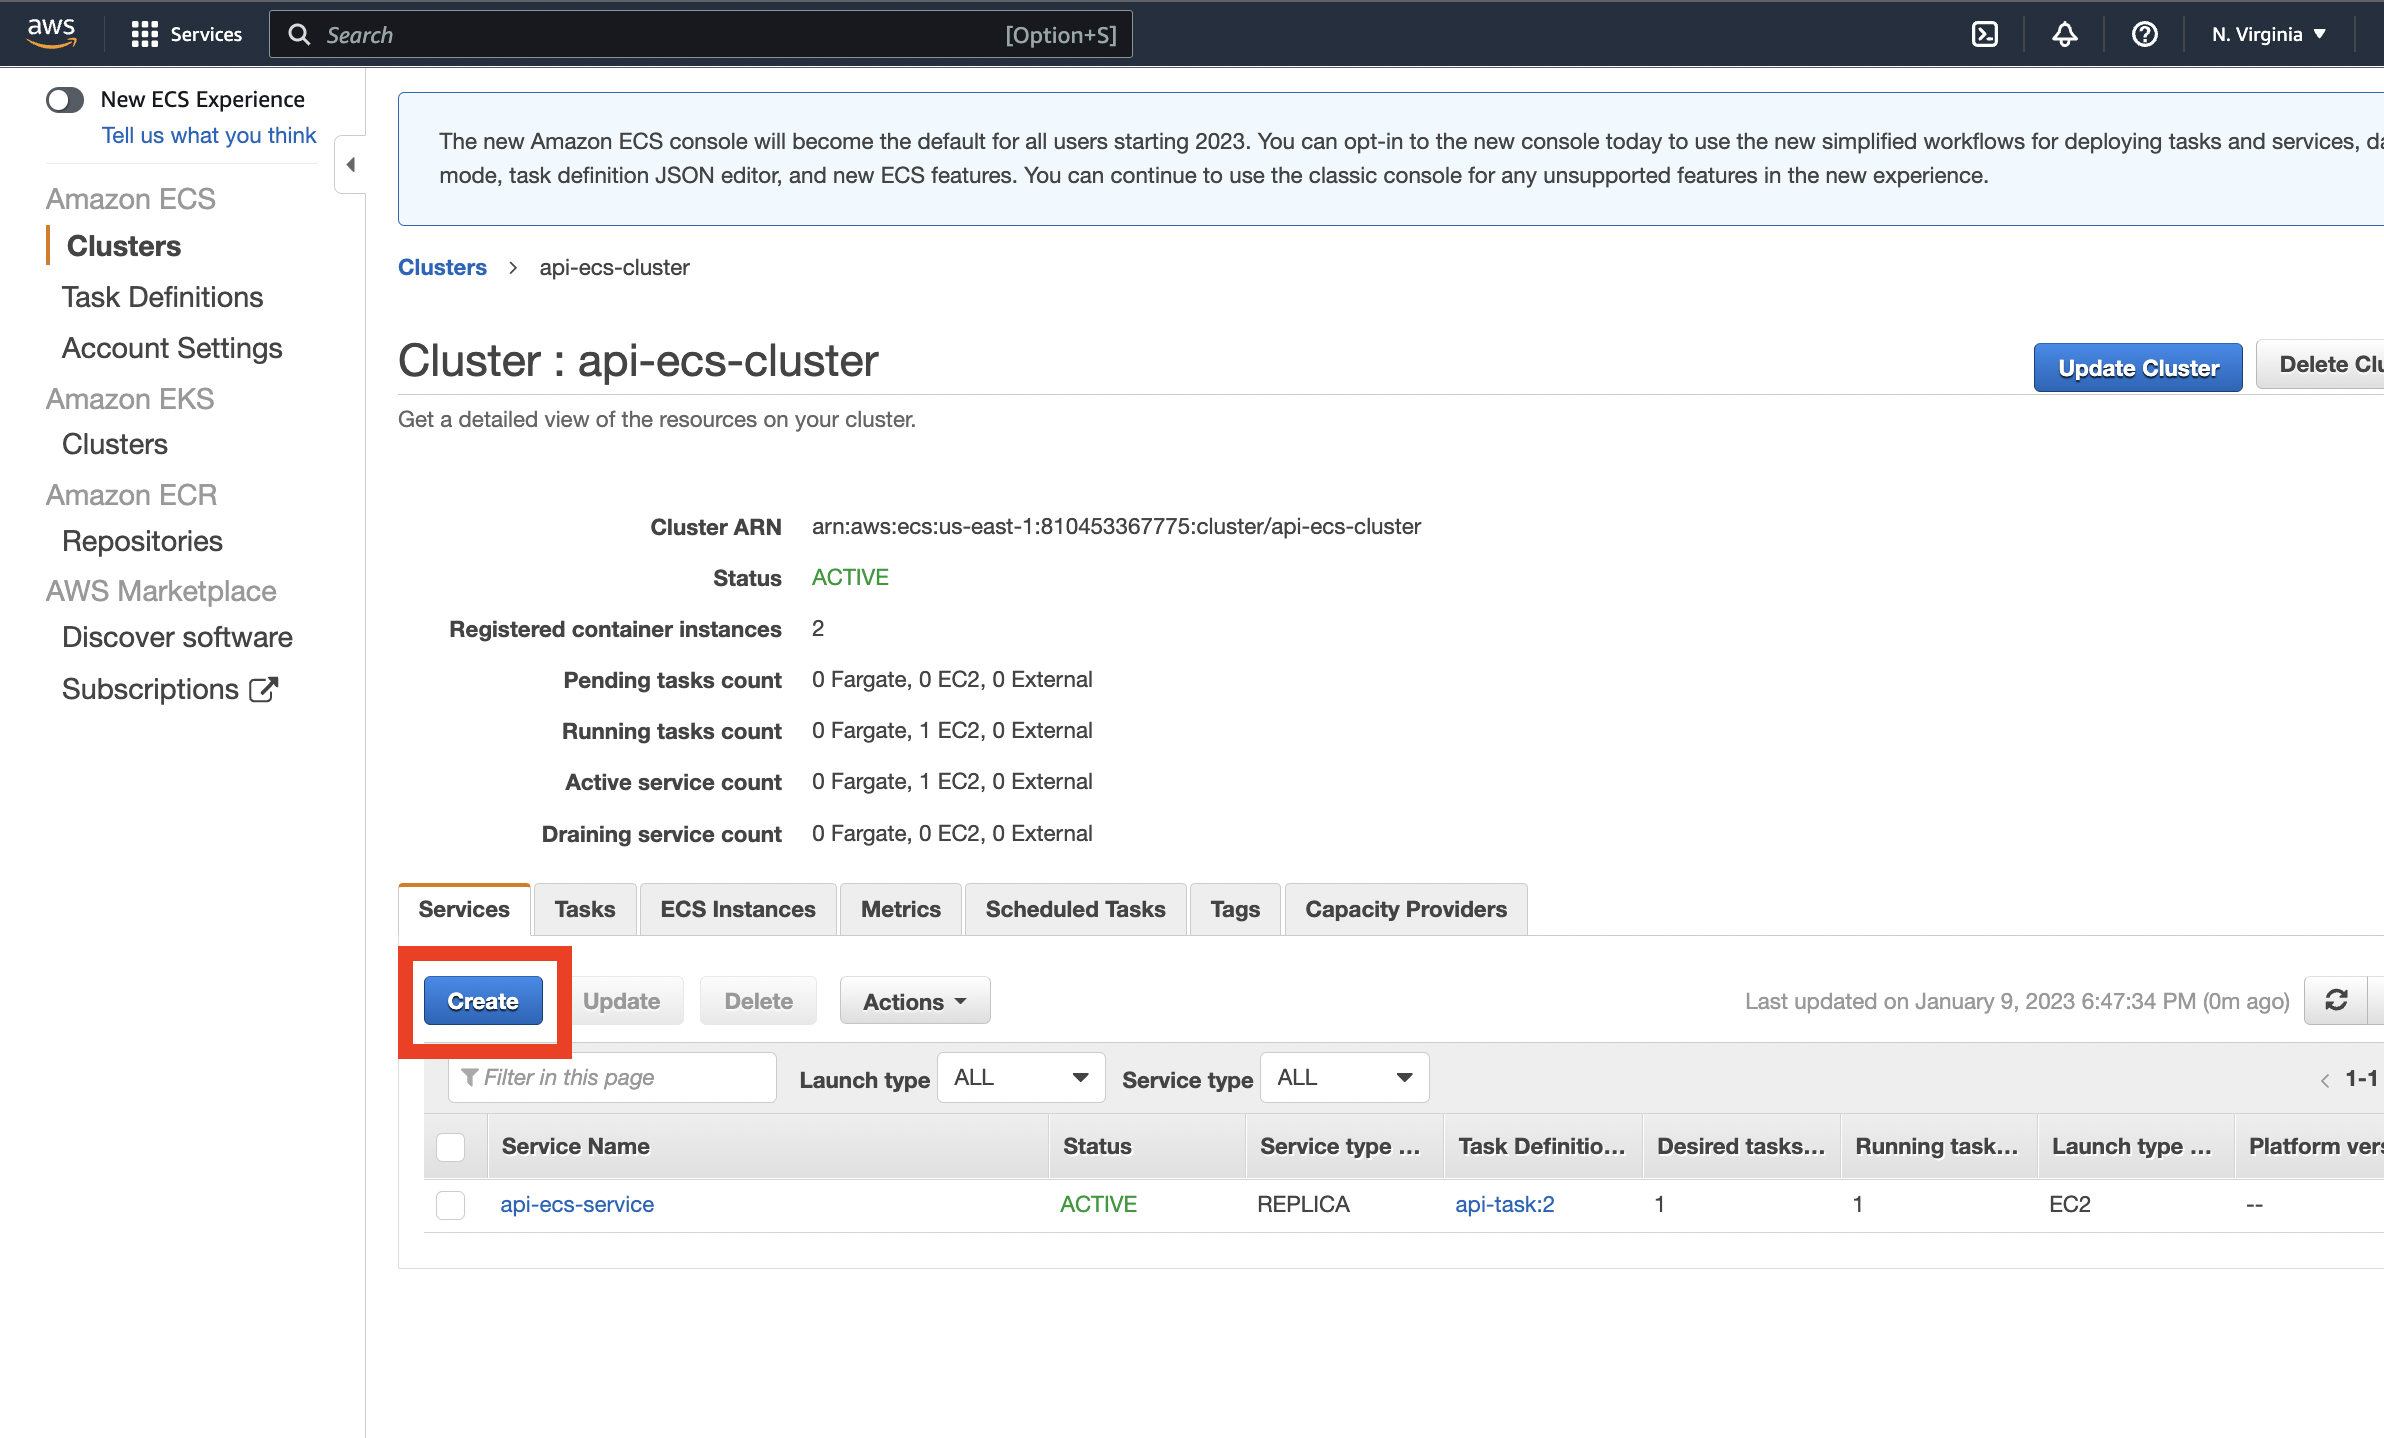 aws
Services
Search
[Option+S]
N. Virginia
New ECS Experience
Tell us what you think
Amazon ECS
Clusters
Task Definitions
Account Settings
Amazon EKS
Clusters
Amazon ECR
Repositories
AWS Marketplace
Discover software
Subscriptions
The new Amazon ECS console will become the default for all users starting 2023. You can opt-in to the new console today to use the new simplified workflows for deploying tasks and services, da
mode, task definition JSON editor, and new ECS features. You can continue to use the classic console for any unsupported features in the new experience.
Clusters > api-ecs-cluster
Cluster : api-ecs-cluster
Update Cluster
Delete Clu
Get a detailed view of the resources on your cluster.
Cluster ARN arn:aws:ecs:us-east-1:810453367775:cluster/api-ecs-cluster
Status ACTIVE
Registered container instances 2
Pending tasks count 0 Fargate, 0 EC2, 0 External
Running tasks count 0 Fargate, 1 EC2, 0 External
Active service count 0 Fargate, 1 EC2, 0 External
Draining service count 0 Fargate, 0 EC2, 0 External
Services Tasks ECS Instances Metrics Scheduled Tasks Tags Capacity Providers
Create Update Delete Actions Last updated on January 9, 2023 6:47:34 PM (0m ago)
Filter in this page Launch type ALL Service type ALL < 1-1
Service Name Status Service type ... Task Definitio... Desired tasks... Running task... Launch type ... Platform vers
api-ecs-service ACTIVE REPLICA api-task:2 1 1 EC2 --